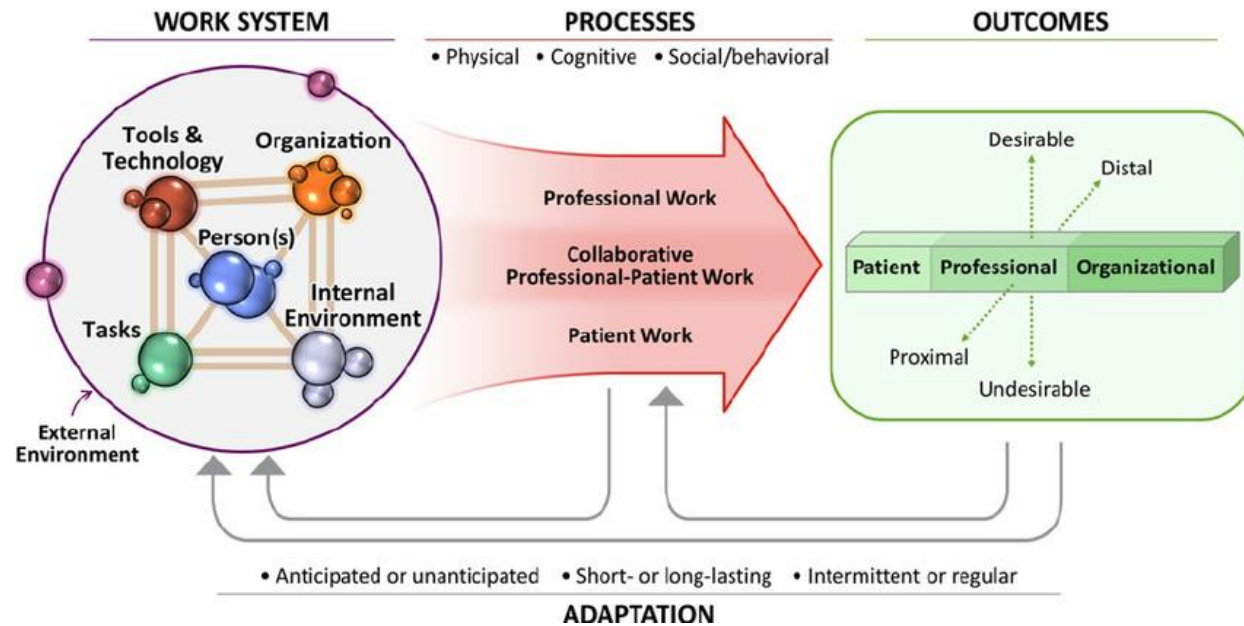 WORK SYSTEM
PROCESSES
OUTCOMES
• Physical • Cognitive • Social/behavioral
Tools &
Technology
Organization
Person(s)
Internal
Environment
Tasks
External
Environment
Professional Work
Collaborative
Professional-Patient Work
Patient Work
Desirable
Distal
Patient
Professional
Organizational
Proximal
Undesirable
• Anticipated or unanticipated • Short- or long-lasting • Intermittent or regular
ADAPTATION